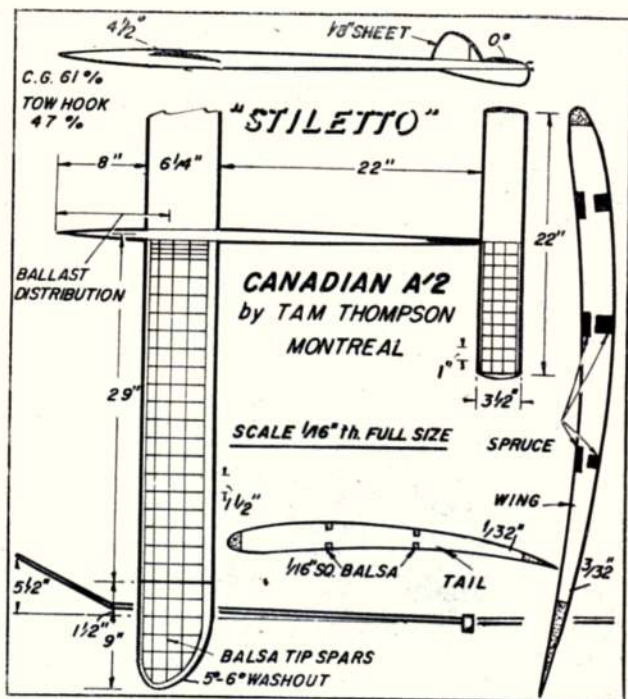 4½°
⅛" SHEET
0°
C.G. 61 %
TOW HOOK
47 %
"STILETTO"
8"
6¼"
22"
22"
BALLAST
DISTRIBUTION
CANADIAN A/2
by TAM THOMPSON
MONTREAL
1"
29"
3½"
SCALE 1/16"th. FULL SIZE
SPRUCE
1½"
WING
1/32"
1/16" SQ. BALSA
TAIL
3/32"
5½"
1½"
9"
BALSA TIP SPARS
5°-6° WASHOUT